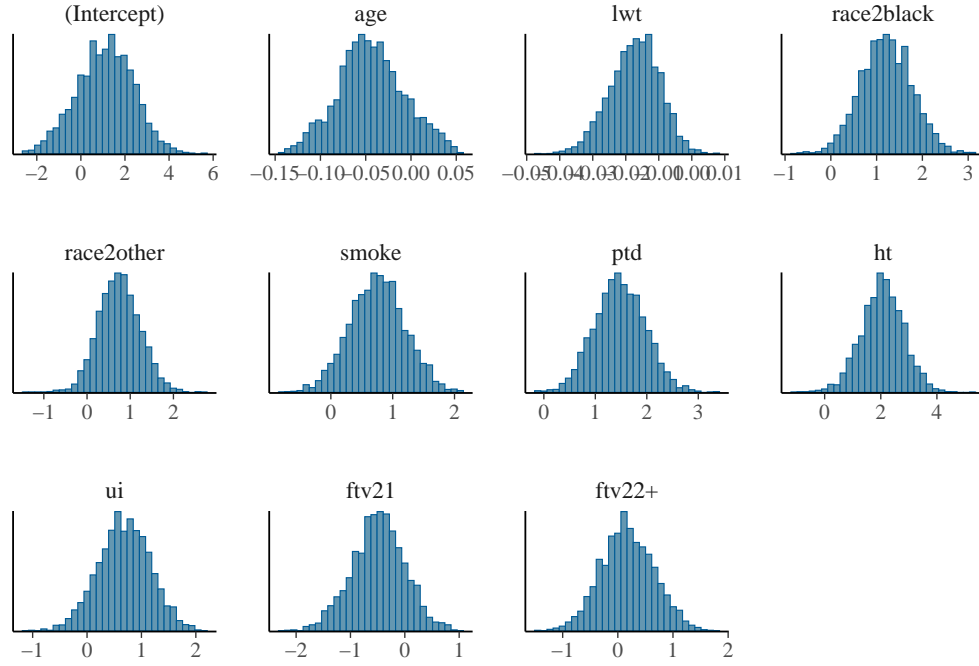 (Intercept) age lwt race2black
−2 0 2 4 6 −0.15 −0.10 −0.05 0.00 0.05 −0.05 −0.04 −0.03 −0.02 −0.01 0.00 0.01 −1 0 1 2 3
race2other smoke ptd ht
−1 0 1 2 0 1 2 0 1 2 3 0 2 4
ui ftv21 ftv22+
−1 0 1 2 −2 −1 0 1 −1 0 1 2